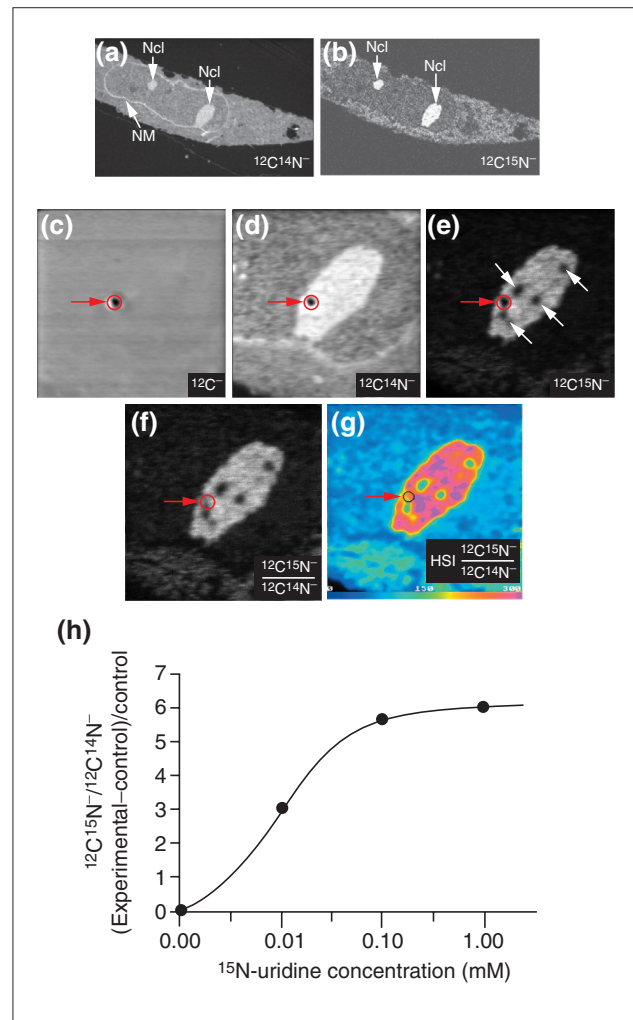 (a)
Ncl
Ncl
NM
¹²C¹⁴N⁻
(b)
Ncl
Ncl
¹²C¹⁵N⁻
(c)
¹²C⁻
(d)
¹²C¹⁴N⁻
(e)
¹²C¹⁵N⁻
(f)
¹²C¹⁵N⁻
¹²C¹⁴N⁻
(g)
HSI ¹²C¹⁵N⁻
¹²C¹⁴N⁻
0 150 300
(h)
¹²C¹⁵N⁻/¹²C¹⁴N⁻
(Experimental–control)/control
7
6
5
4
3
2
1
0
0.00 0.01 0.10 1.00
¹⁵N-uridine concentration (mM)